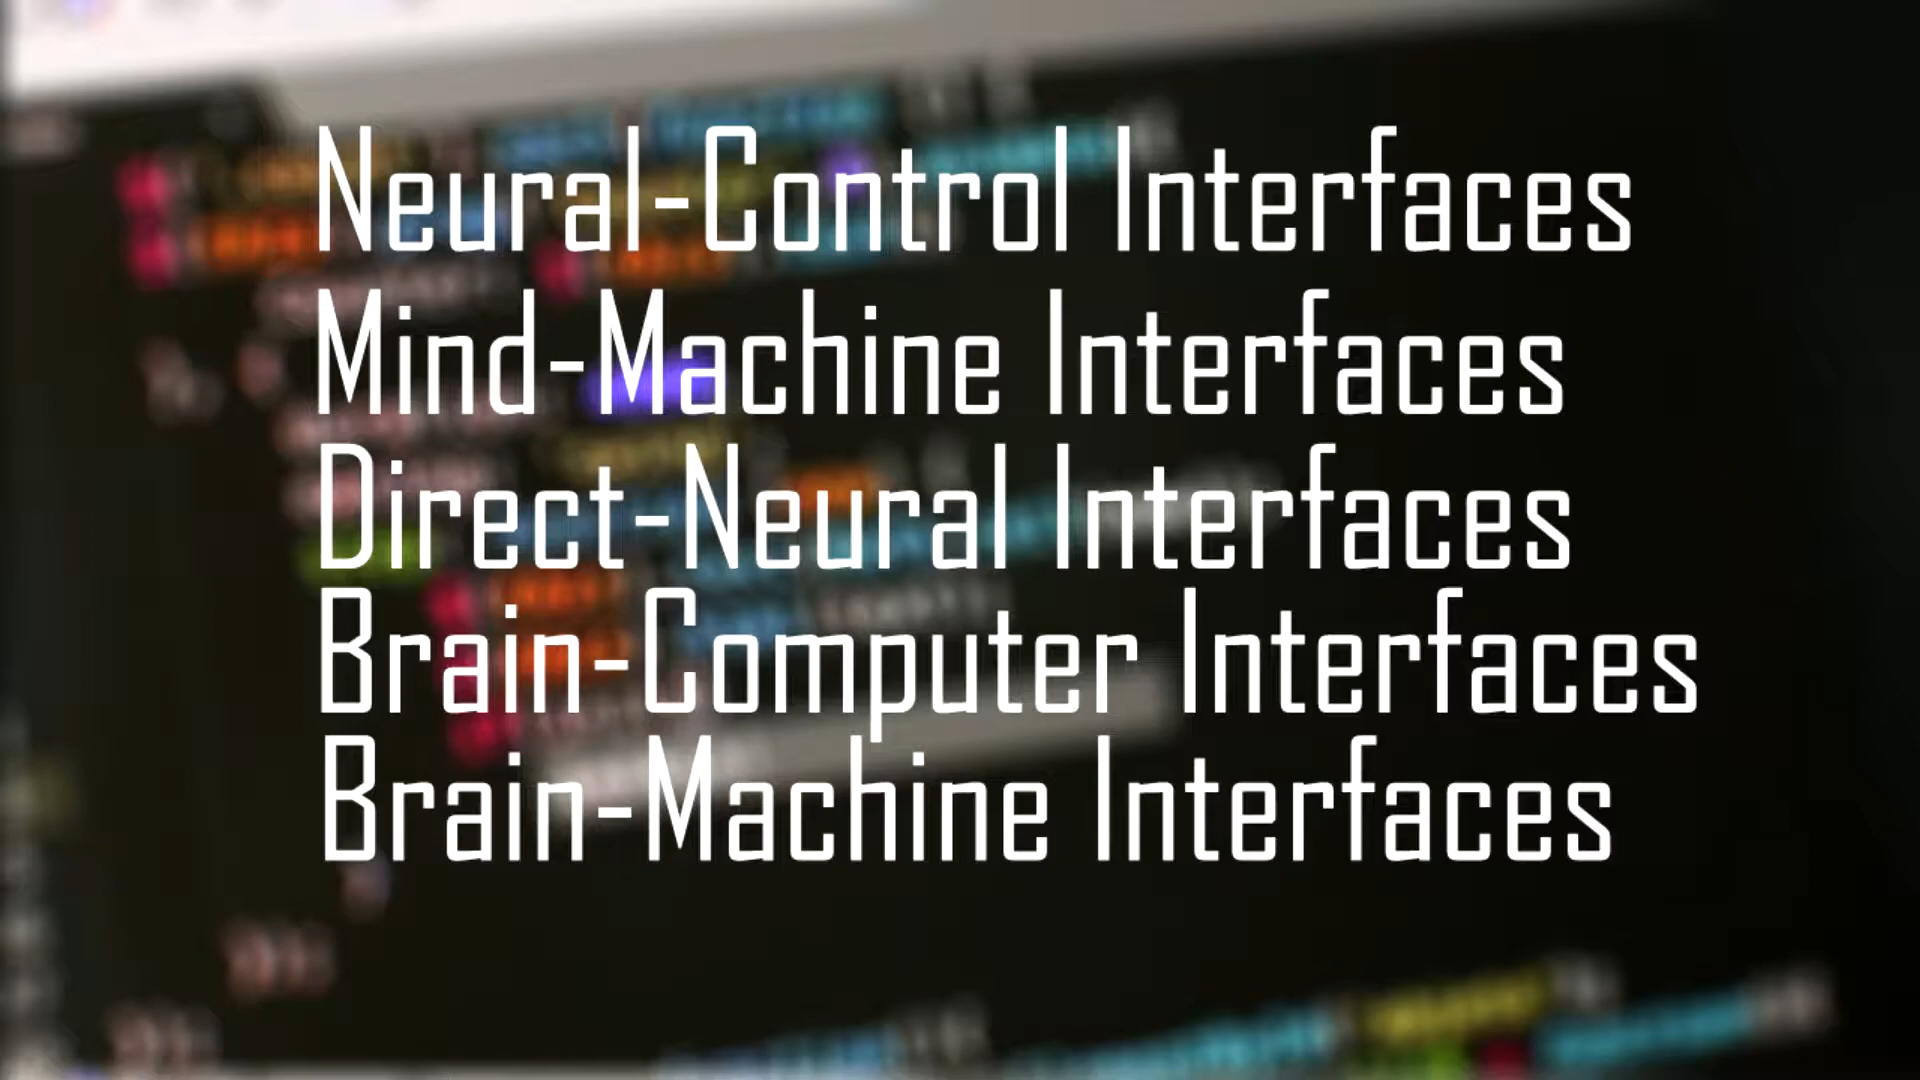 Neural-Control Interfaces
Mind-Machine Interfaces
Direct-Neural Interfaces
Brain-Computer Interfaces
Brain-Machine Interfaces